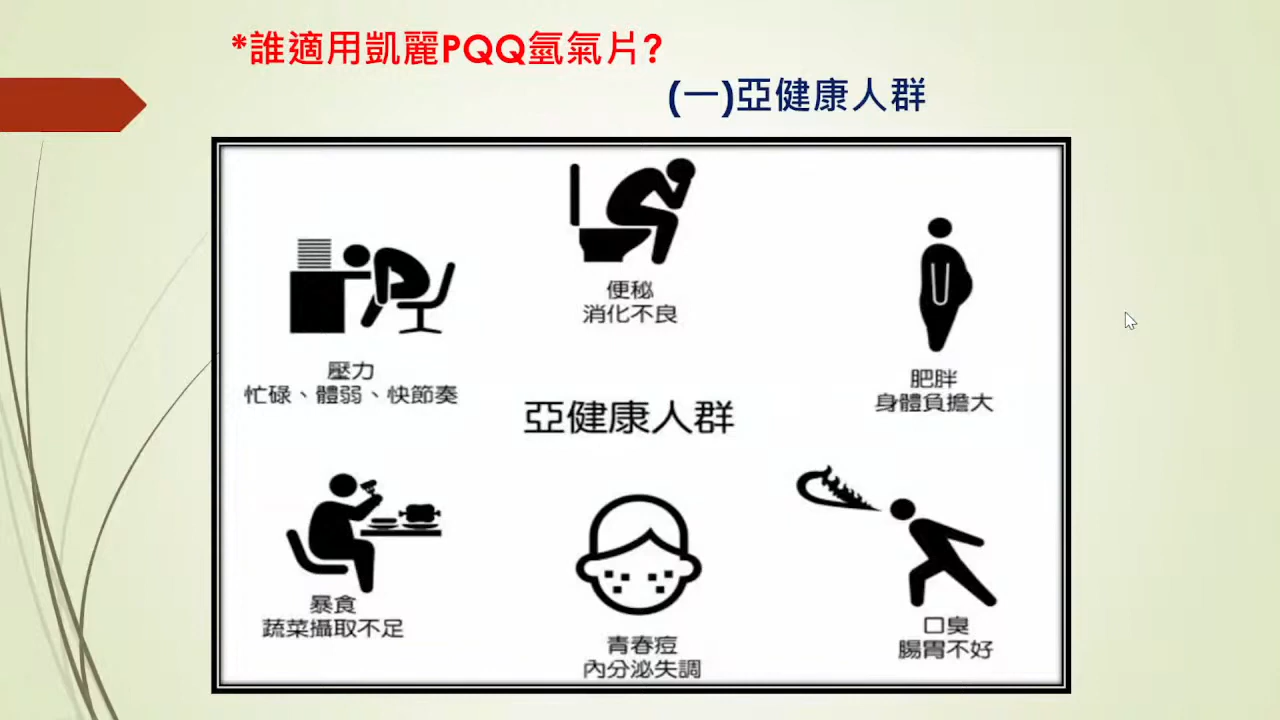 *誰適用凱麗PQQ氫氣片?
(一)亞健康人群
便秘
消化不良
壓力
忙碌、體弱、快節奏
肥胖
身體負擔大
亞健康人群
暴食
蔬菜攝取不足
青春痘
內分泌失調
口臭
腸胃不好